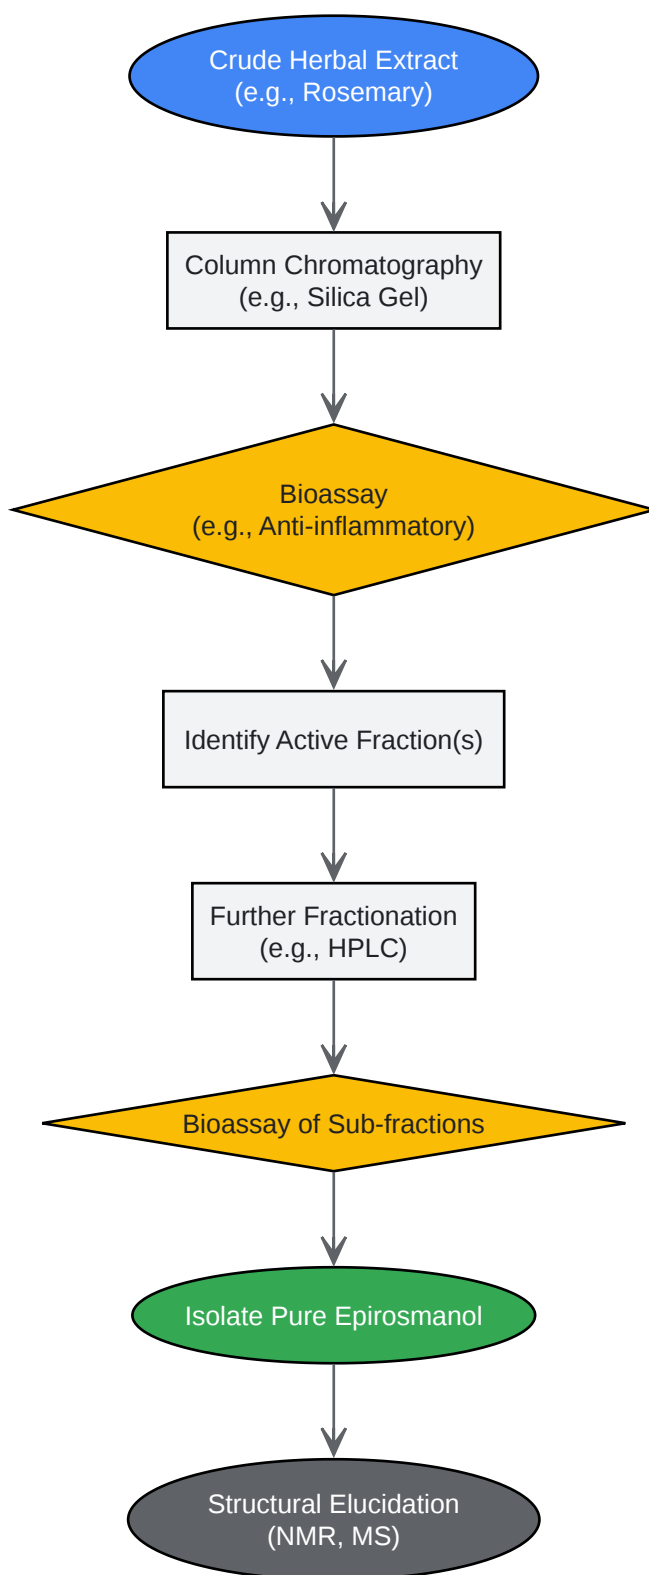 Crude Herbal Extract
(e.g., Rosemary)
Column Chromatography
(e.g., Silica Gel)
Bioassay
(e.g., Anti-inflammatory)
Identify Active Fraction(s)
Further Fractionation
(e.g., HPLC)
Bioassay of Sub-fractions
Isolate Pure Epirosmanol
Structural Elucidation
(NMR, MS)